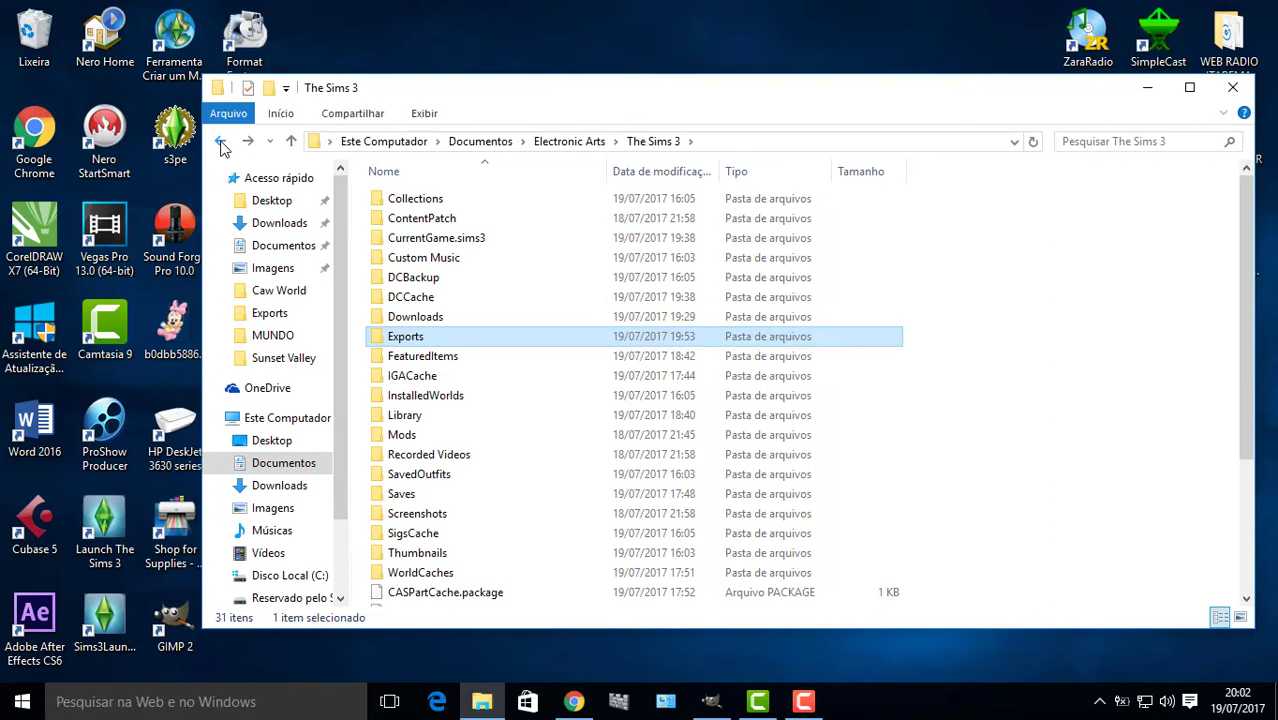 Lixeira
Nero Home
Ferramenta
Criar um M...
Format
ZaraRadio
SimpleCast
WEB RADIO
The Sims 3
Arquivo
Início
Compartilhar
Exibir
Este Computador
Documentos
Electronic Arts
The Sims 3
Pesquisar The Sims 3
Nome
Data de modificaç...
Tipo
Tamanho
Acesso rápido
Desktop
Downloads
Documentos
Imagens
Caw World
Exports
MUNDO
Sunset Valley
OneDrive
Este Computador
Desktop
Documentos
Downloads
Imagens
Músicas
Vídeos
Disco Local (C:)
Reservado pelo S
Collections 19/07/2017 16:05 Pasta de arquivos
ContentPatch 18/07/2017 21:58 Pasta de arquivos
CurrentGame.sims3 19/07/2017 19:38 Pasta de arquivos
Custom Music 19/07/2017 16:03 Pasta de arquivos
DCBackup 19/07/2017 16:05 Pasta de arquivos
DCCache 19/07/2017 19:38 Pasta de arquivos
Downloads 19/07/2017 19:29 Pasta de arquivos
Exports 19/07/2017 19:53 Pasta de arquivos
FeaturedItems 19/07/2017 18:42 Pasta de arquivos
IGACache 19/07/2017 17:44 Pasta de arquivos
InstalledWorlds 19/07/2017 16:05 Pasta de arquivos
Library 19/07/2017 18:40 Pasta de arquivos
Mods 18/07/2017 21:45 Pasta de arquivos
Recorded Videos 18/07/2017 21:58 Pasta de arquivos
SavedOutfits 19/07/2017 16:03 Pasta de arquivos
Saves 19/07/2017 17:48 Pasta de arquivos
Screenshots 18/07/2017 21:58 Pasta de arquivos
SigsCache 19/07/2017 16:05 Pasta de arquivos
Thumbnails 19/07/2017 16:03 Pasta de arquivos
WorldCaches 19/07/2017 17:51 Pasta de arquivos
CASPartCache.package 19/07/2017 17:52 Arquivo PACKAGE 1 KB
31 itens 1 item selecionado
Google
Chrome
Nero
StartSmart
s3pe
CorelDRAW
X7 (64-Bit)
Vegas Pro
13.0 (64-bit)
Sound Forg
Pro 10.0
Assistente de
Atualizaçã...
Camtasia 9
b0dbb5886...
Word 2016
ProShow
Producer
HP DeskJet
3630 series
Cubase 5
Launch The
Sims 3
Shop for
Supplies - ...
Adobe After
Effects CS6
Sims3Laun...
GIMP 2
Pesquisar na Web e no Windows
20:02
19/07/2017